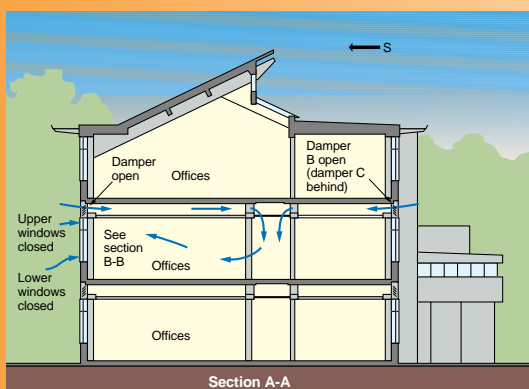 S
Damper
open
Offices
Damper
B open
(damper C
behind)
Upper
windows
closed
See
section
B-B
Offices
Lower
windows
closed
Offices
Section A-A